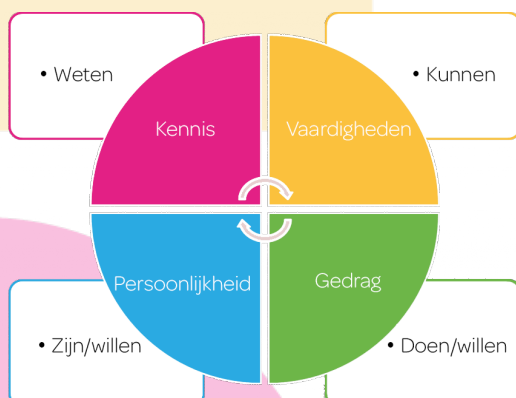 • Weten
• Kunnen
Kennis
Vaardigheden
Persoonlijkheid
Gedrag
• Zijn/willen
• Doen/willen